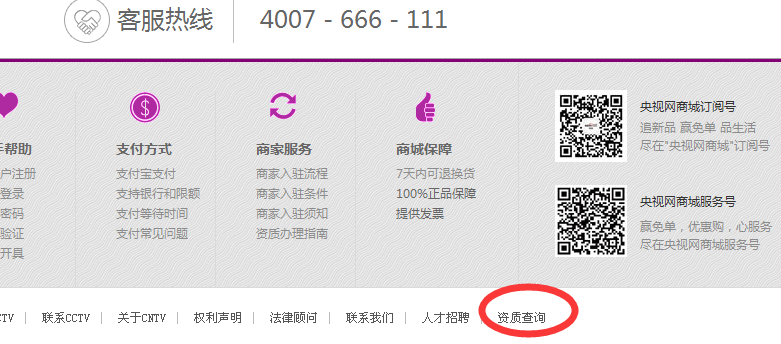 客服热线 4007 - 666 - 111
手帮助
户注册
登录
密码
验证
开具
支付方式
支付宝支付
支持银行和限额
支付等待时间
支付常见问题
商家服务
商家入驻流程
商家入驻条件
商家入驻须知
资质办理指南
商城保障
7天内可退换货
100%正品保障
提供发票
央视网商城订阅号
追新品 赢免单 品生活
尽在"央视网商城"订阅号
央视网商城服务号
赢免单，优惠购，心服务
尽在央视网商城服务号
CTV | 联系CCTV | 关于CNTV | 权利声明 | 法律顾问 | 联系我们 | 人才招聘 | 资质查询